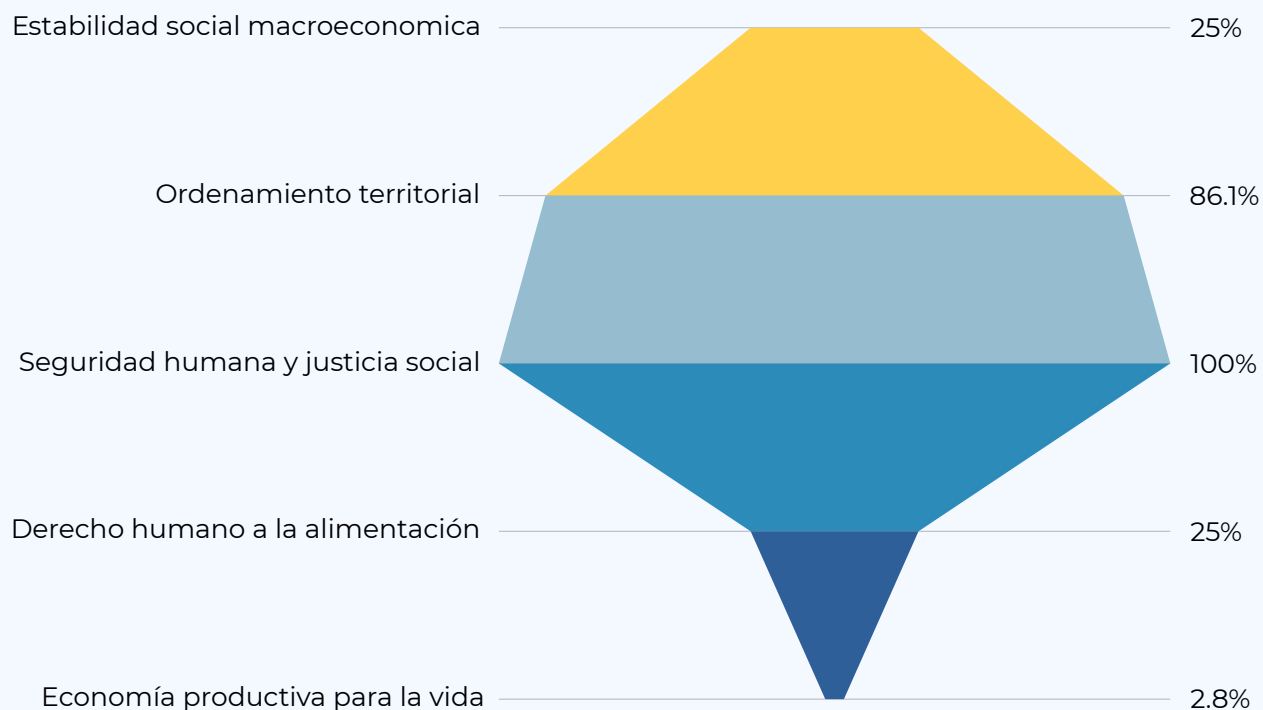 Estabilidad social macroeconomica 25%
Ordenamiento territorial 86.1%
Seguridad humana y justicia social 100%
Derecho humano a la alimentación 25%
Economía productiva para la vida 2.8%